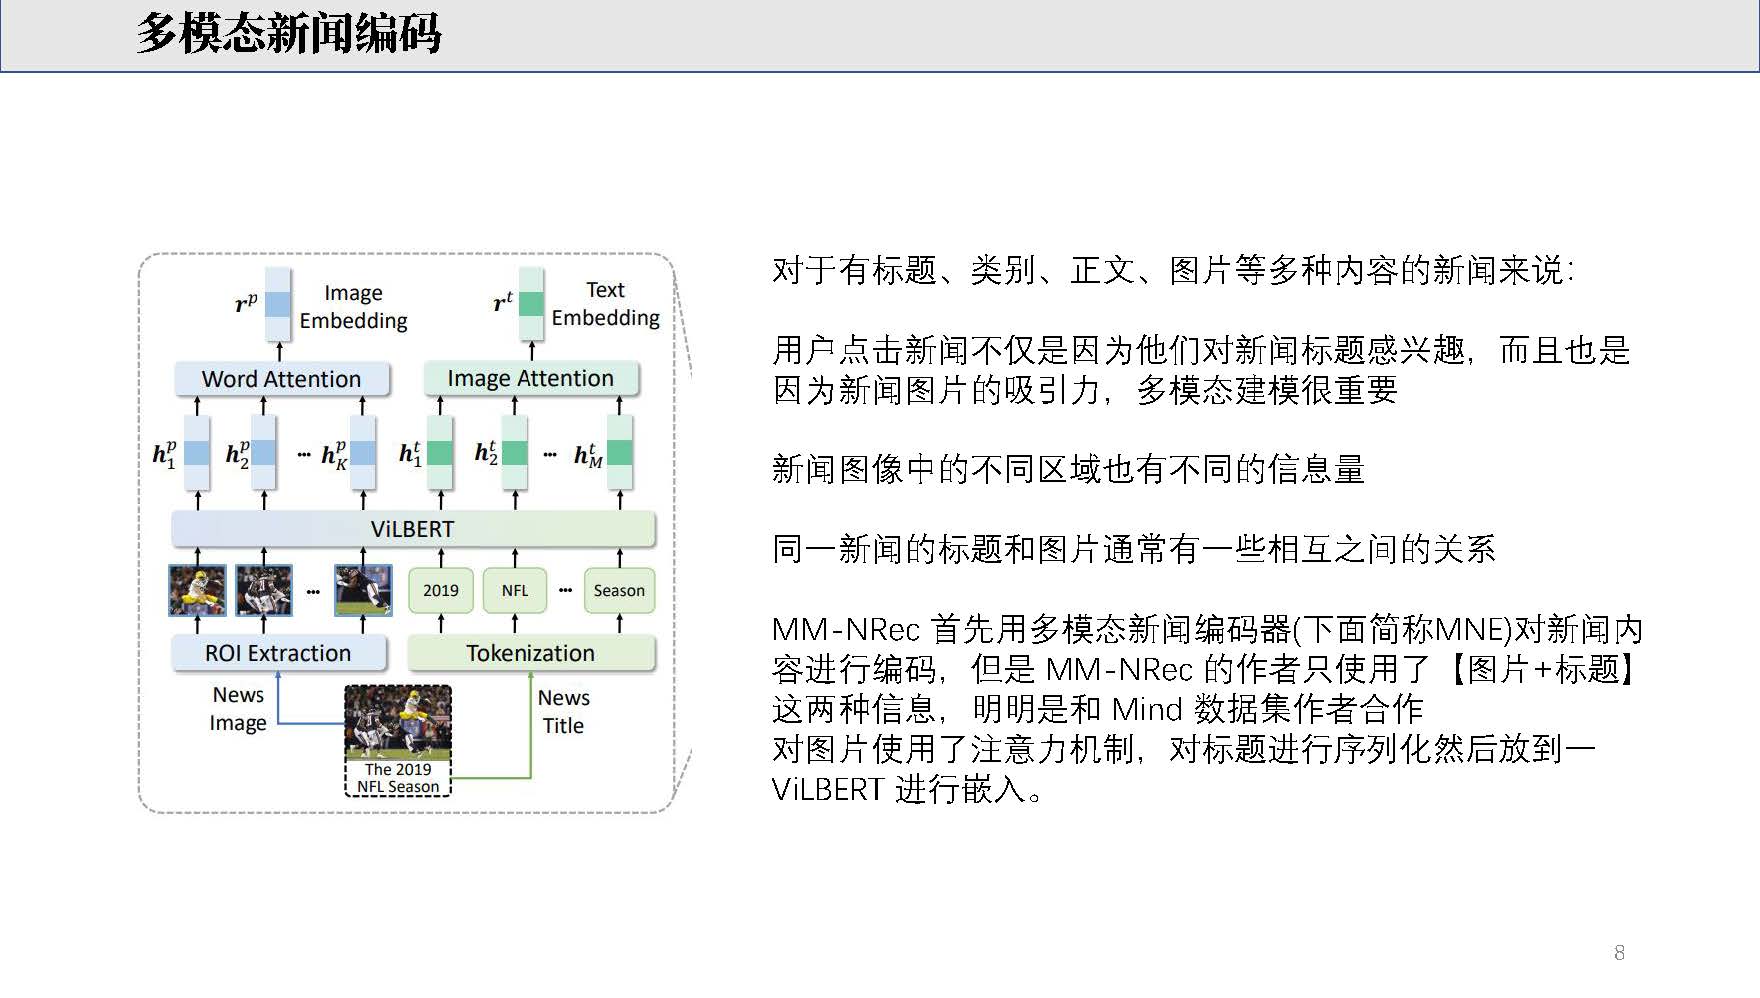 多模态新闻编码
r^p
Image
Embedding
r^t
Text
Embedding
Word Attention
Image Attention
h_1^p
h_2^p
...
h_K^p
h_1^t
h_2^t
...
h_M^t
ViLBERT
...
2019
NFL
...
Season
ROI Extraction
Tokenization
News
Image
News
Title
The 2019
NFL Season
对于有标题、类别、正文、图片等多种内容的新闻来说：
用户点击新闻不仅是因为他们对新闻标题感兴趣，而且也是
因为新闻图片的吸引力，多模态建模很重要
新闻图像中的不同区域也有不同的信息量
同一新闻的标题和图片通常有一些相互之间的关系
MM-NRec 首先用多模态新闻编码器(下面简称MNE)对新闻内
容进行编码，但是 MM-NRec 的作者只使用了【图片+标题】
这两种信息，明明是和 Mind 数据集作者合作
对图片使用了注意力机制，对标题进行序列化然后放到一
ViLBERT 进行嵌入。
8